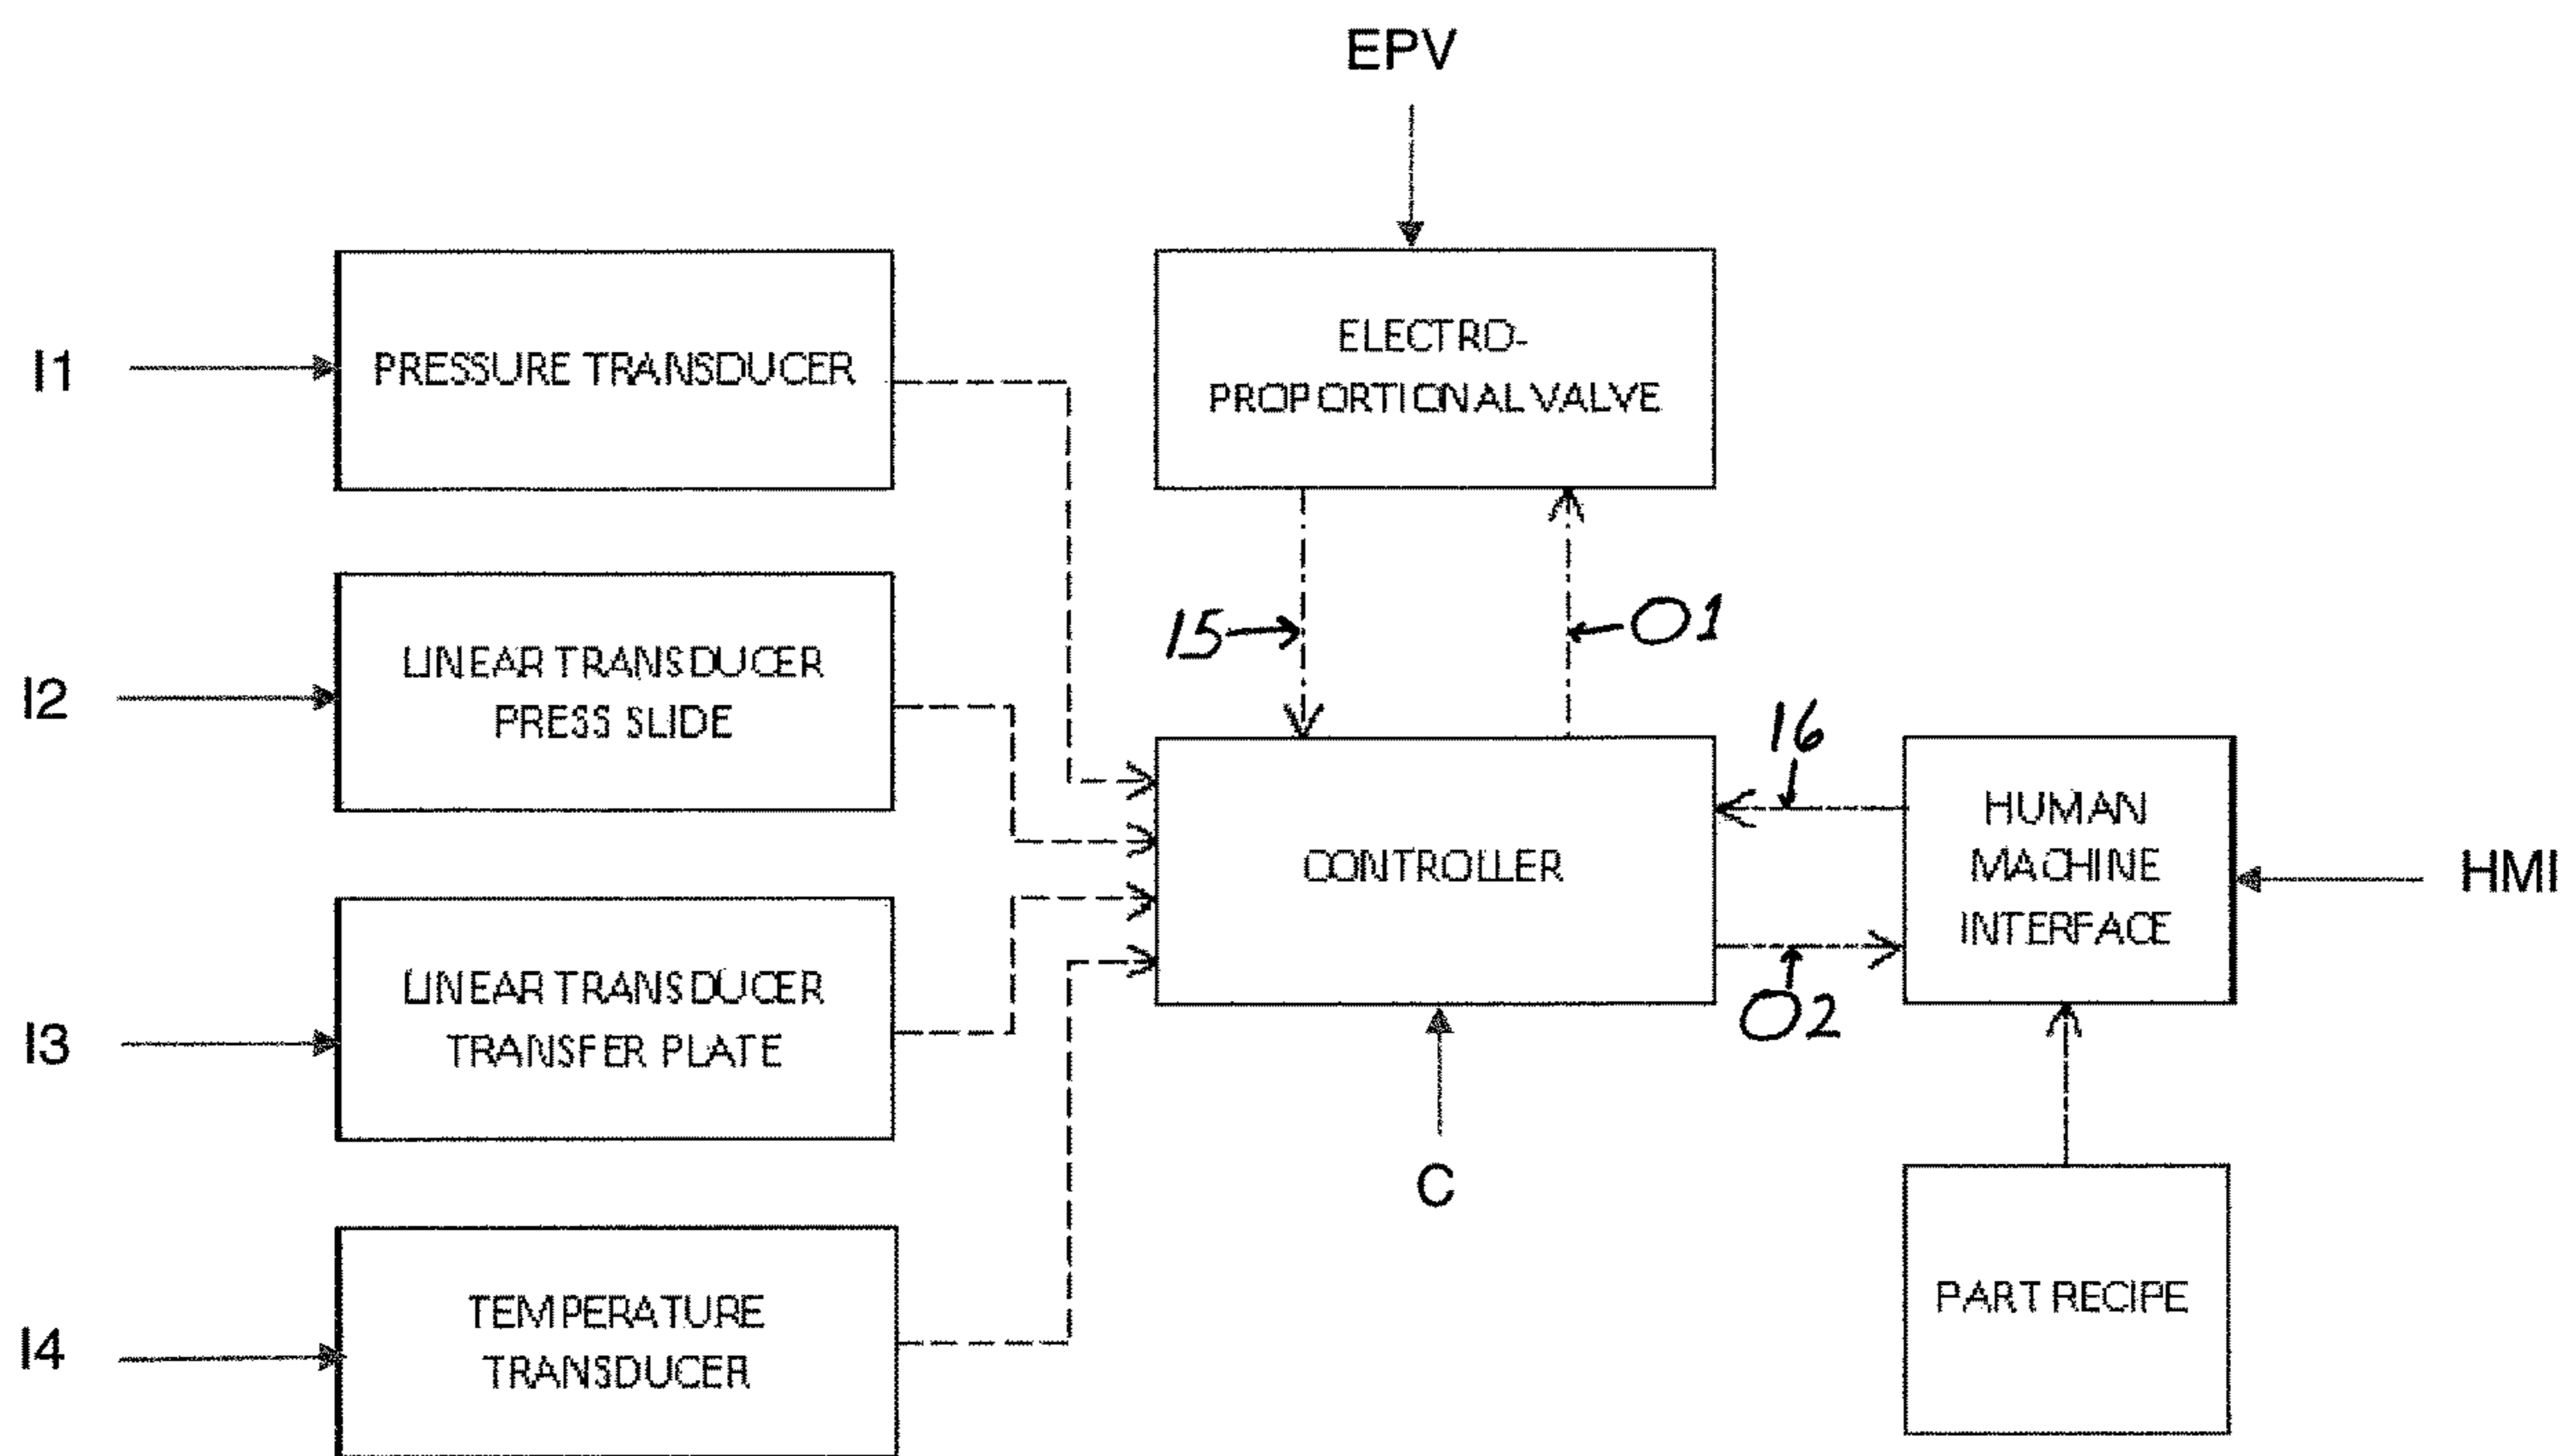 EPV
I1
PRESSURE TRANSDUCER
ELECTRO-
PROPORTIONAL VALVE
I2
LINEAR TRANSDUCER
PRESS SLIDE
I5
O1
I6
CONTROLLER
HUMAN
MACHINE
INTERFACE
HMI
O2
I3
LINEAR TRANSDUCER
TRANSFER PLATE
C
I4
TEMPERATURE
TRANSDUCER
PART RECIPE